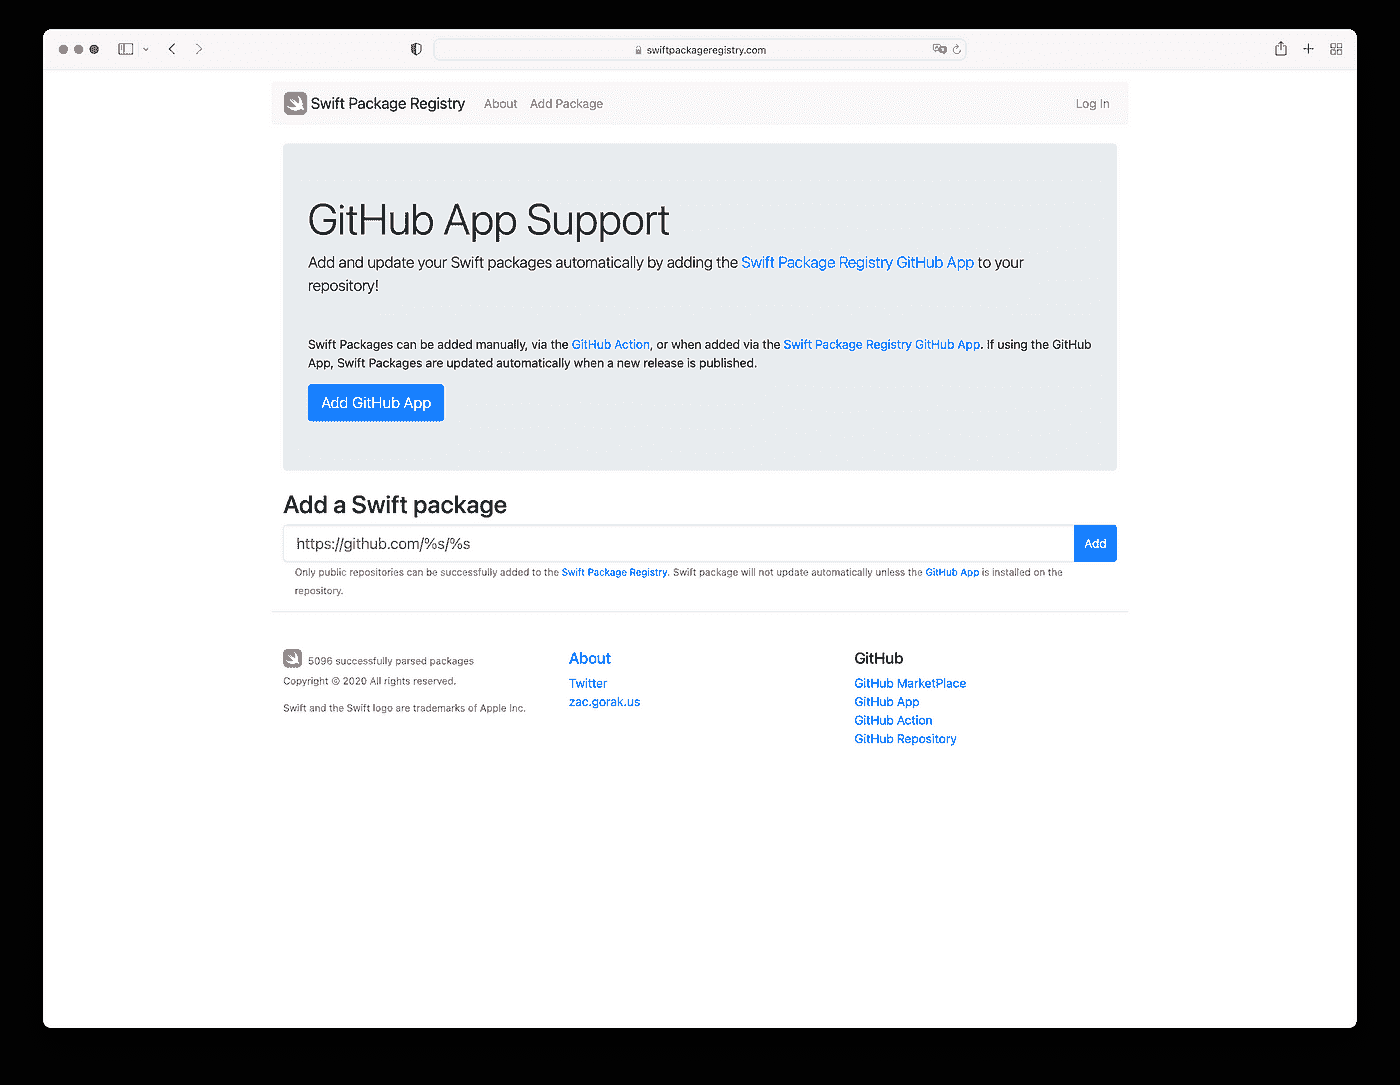 swiftpackageregistry.com
Swift Package Registry About Add Package Log In
GitHub App Support
Add and update your Swift packages automatically by adding the Swift Package Registry GitHub App to your
repository!
Swift Packages can be added manually, via the GitHub Action, or when added via the Swift Package Registry GitHub App. If using the GitHub
App, Swift Packages are updated automatically when a new release is published.
Add GitHub App
Add a Swift package
https://github.com/%s/%s
Add
Only public repositories can be successfully added to the Swift Package Registry. Swift package will not update automatically unless the GitHub App is installed on the
repository.
5096 successfully parsed packages
Copyright © 2020 All rights reserved.
Swift and the Swift logo are trademarks of Apple Inc.
About
Twitter
zac.gorak.us
GitHub
GitHub MarketPlace
GitHub App
GitHub Action
GitHub Repository